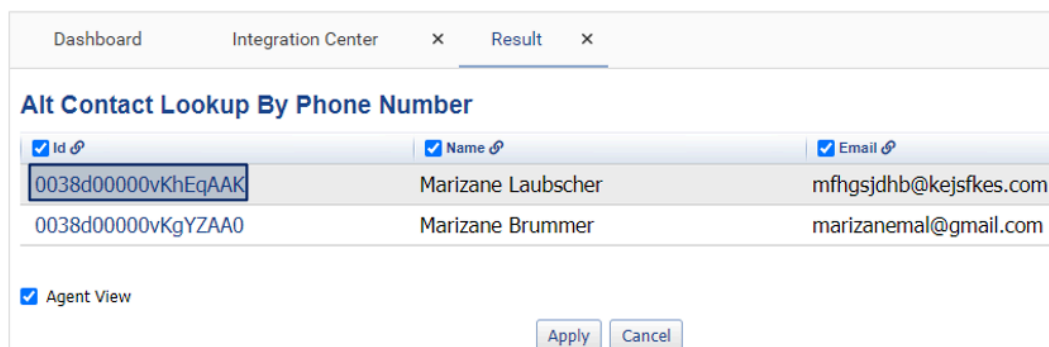 Dashboard Integration Center × Result ×
Alt Contact Lookup By Phone Number
Id Name Email
0038d00000vKhEqAAK Marizane Laubscher mfhgsjdhb@kejsfkes.com
0038d00000vKgYZAA0 Marizane Brummer marizanemal@gmail.com
Agent View
Apply Cancel